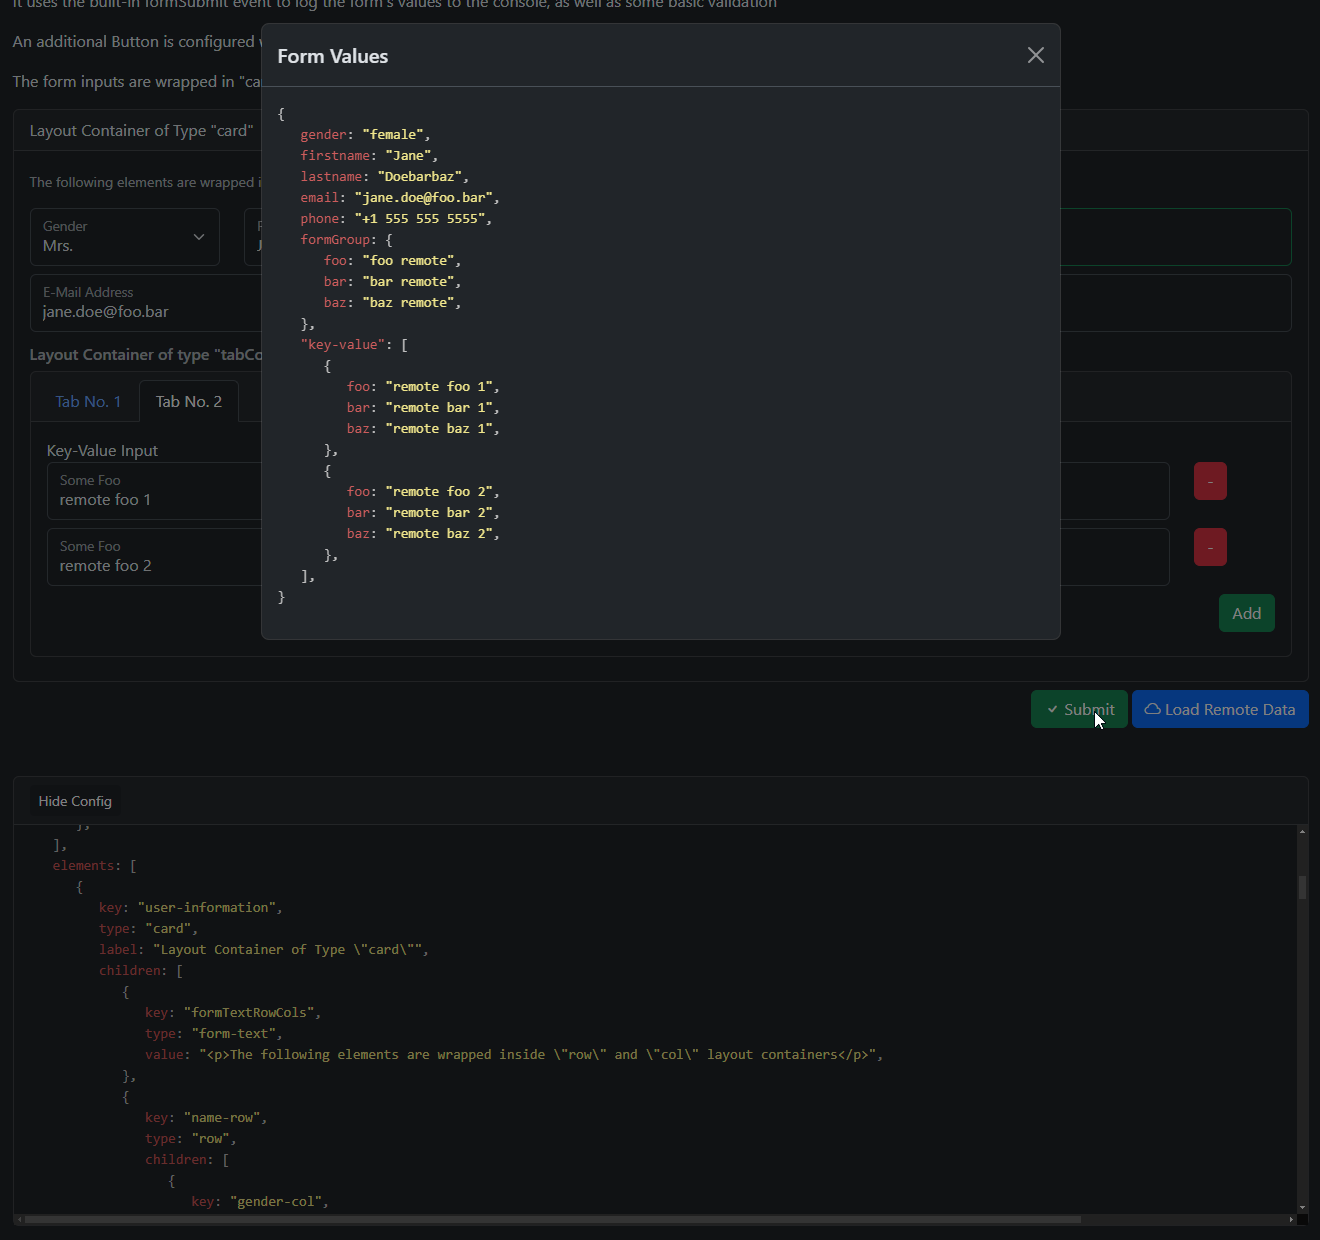 It uses the built-in formSubmit event to log the form's values to the console, as well as some basic validation
An additional Button is configured
The form inputs are wrapped in "ca
Layout Container of Type "card"
The following elements are wrapped i
Gender
Mrs.
E-Mail Address
jane.doe@foo.bar
Layout Container of type "tabCo
Tab No. 1
Tab No. 2
Key-Value Input
Some Foo
remote foo 1
-
Some Foo
remote foo 2
-
Add
Submit
Load Remote Data
Form Values
{
gender: "female",
firstname: "Jane",
lastname: "Doebarbaz",
email: "jane.doe@foo.bar",
phone: "+1 555 555 5555",
formGroup: {
foo: "foo remote",
bar: "bar remote",
baz: "baz remote",
},
"key-value": [
{
foo: "remote foo 1",
bar: "remote bar 1",
baz: "remote baz 1",
},
{
foo: "remote foo 2",
bar: "remote bar 2",
baz: "remote baz 2",
},
],
}
Hide Config
},
],
elements: [
{
key: "user-information",
type: "card",
label: "Layout Container of Type \"card\"",
children: [
{
key: "formTextRowCols",
type: "form-text",
value: "<p>The following elements are wrapped inside \"row\" and \"col\" layout containers</p>",
},
{
key: "name-row",
type: "row",
children: [
{
key: "gender-col",